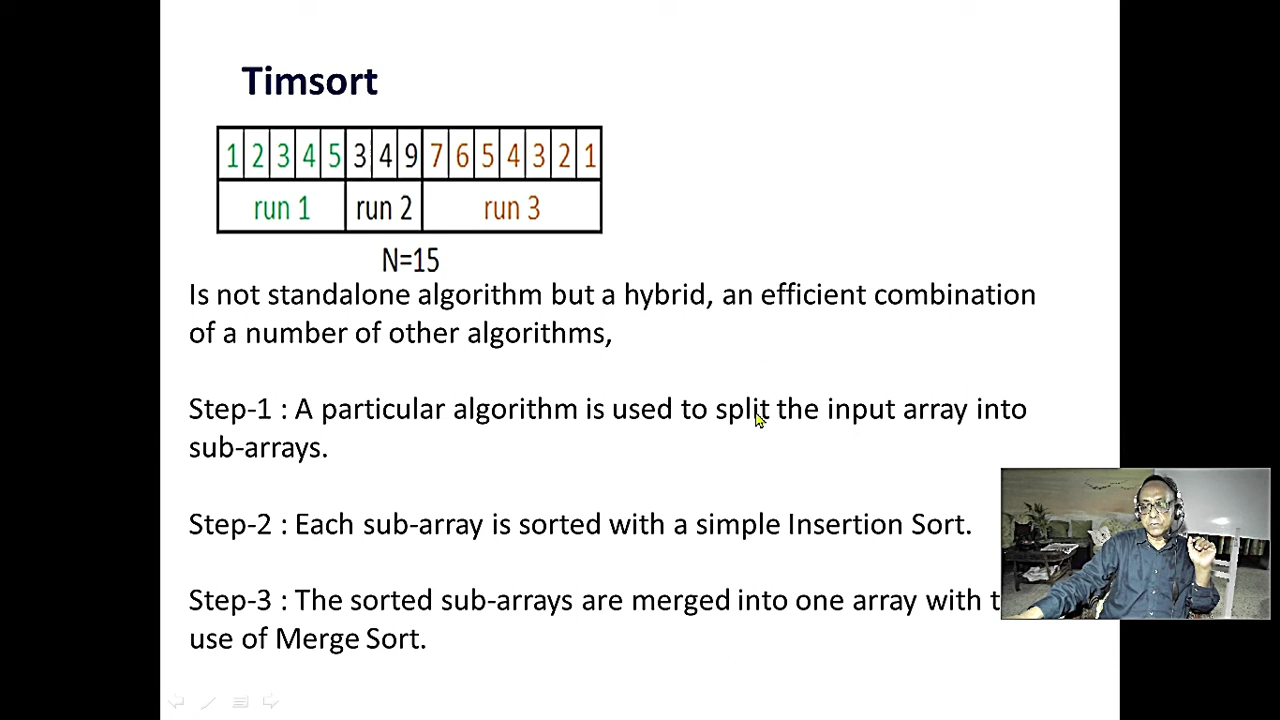 Timsort
1 2 3 4 5 3 4 9 7 6 5 4 3 2 1
run 1 run 2 run 3
N=15
Is not standalone algorithm but a hybrid, an efficient combination
of a number of other algorithms,
Step-1 : A particular algorithm is used to split the input array into
sub-arrays.
Step-2 : Each sub-array is sorted with a simple Insertion Sort.
Step-3 : The sorted sub-arrays are merged into one array with
use of Merge Sort.